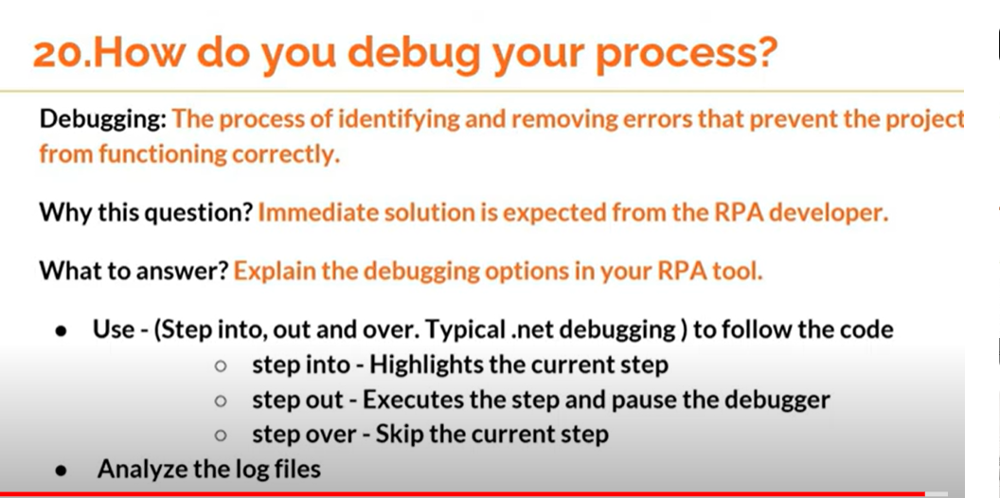 20.How do you debug your process?
Debugging: The process of identifying and removing errors that prevent the project
from functioning correctly.
Why this question? Immediate solution is expected from the RPA developer.
What to answer? Explain the debugging options in your RPA tool.
● Use - (Step into, out and over. Typical .net debugging ) to follow the code
○ step into - Highlights the current step
○ step out - Executes the step and pause the debugger
○ step over - Skip the current step
● Analyze the log files